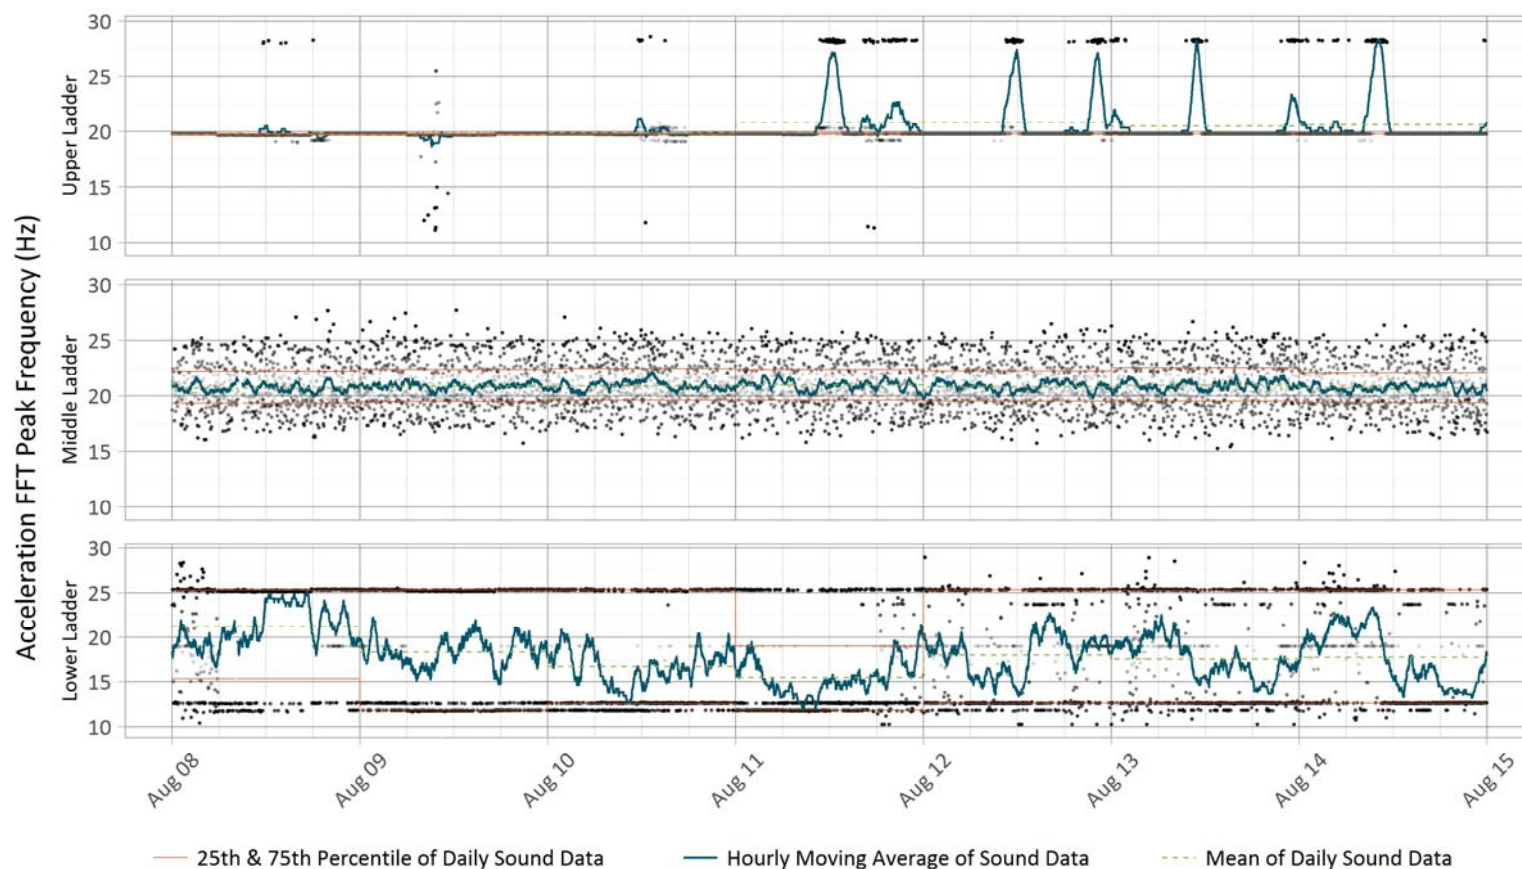 Acceleration FFT Peak Frequency (Hz)
Upper Ladder
30
25
20
15
10
Middle Ladder
30
25
20
15
10
Lower Ladder
30
25
20
15
10
Aug 08
Aug 09
Aug 10
Aug 11
Aug 12
Aug 13
Aug 14
Aug 15
25th & 75th Percentile of Daily Sound Data
Hourly Moving Average of Sound Data
Mean of Daily Sound Data